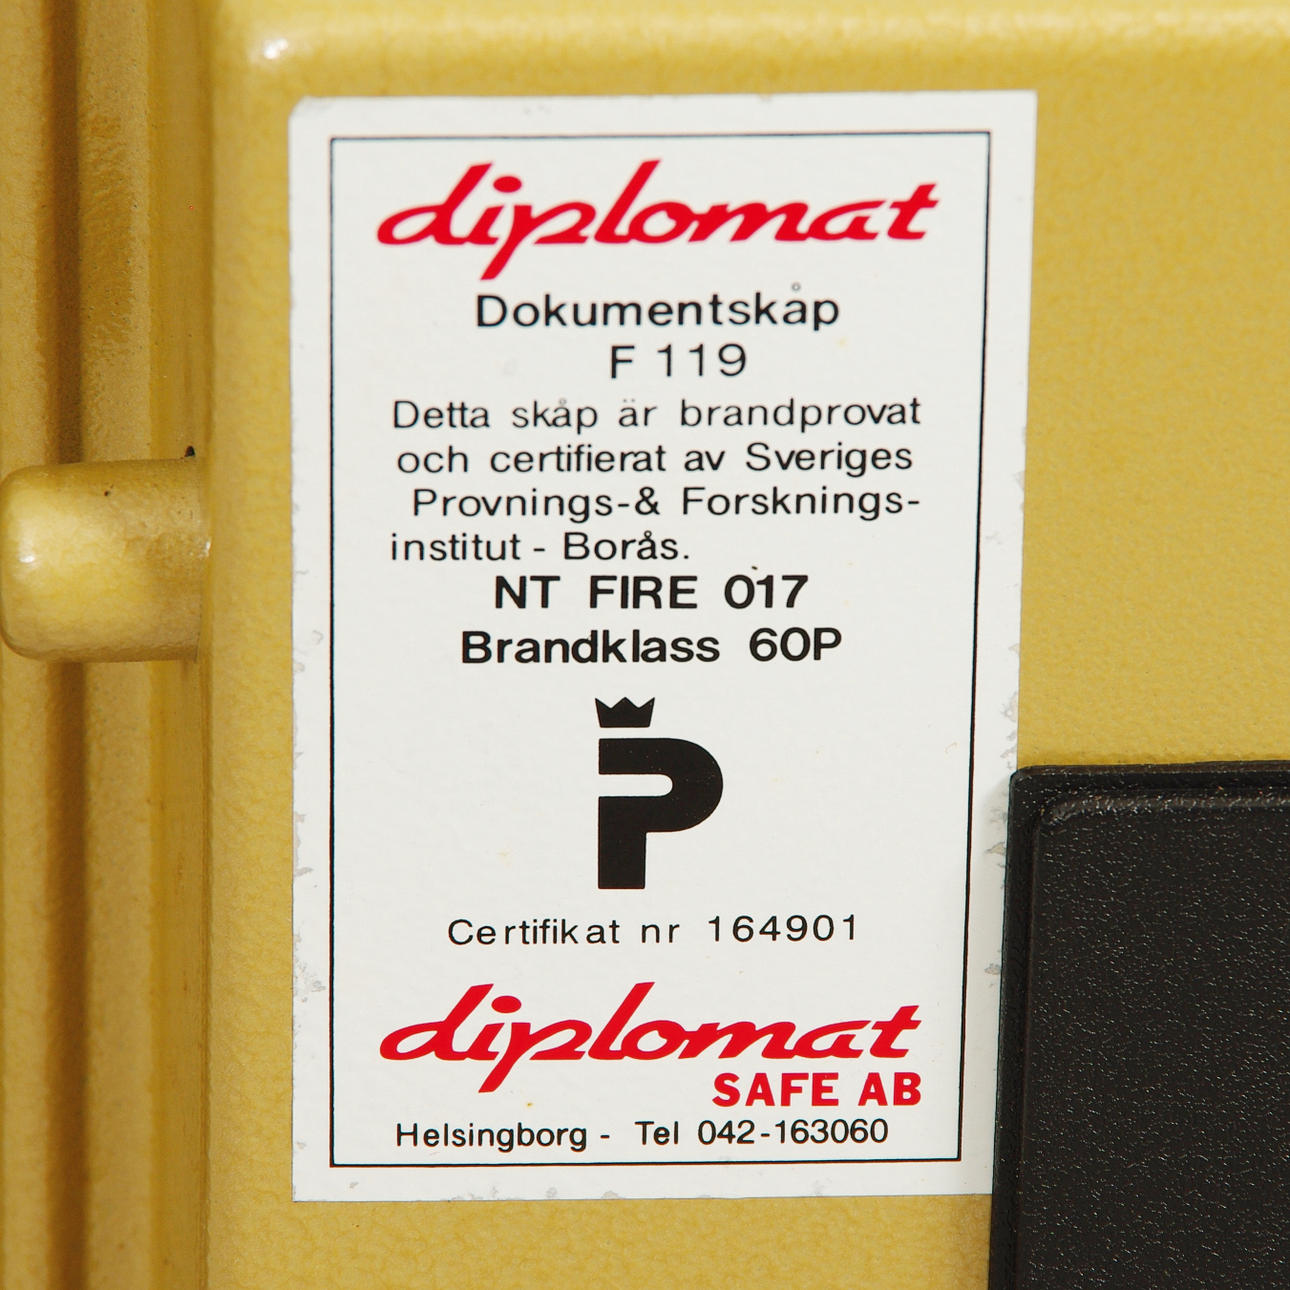 diplomat
Dokumentskåp
F 119
Detta skåp är brandprovat
och certifierat av Sveriges
Provnings-& Forsknings-
institut - Borås.
NT FIRE 017
Brandklass 60P
P
Certifikat nr 164901
diplomat
SAFE AB
Helsingborg - Tel 042-163060